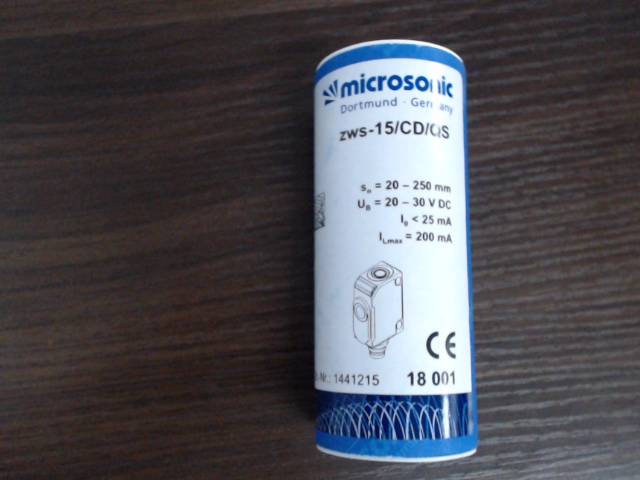 microsonic
Dortmund · Germany
zws-15/CD/QS
sn = 20 – 250 mm
UB = 20 – 30 V DC
I0 < 25 mA
ILmax = 200 mA
CE
Nr.: 1441215 18 001